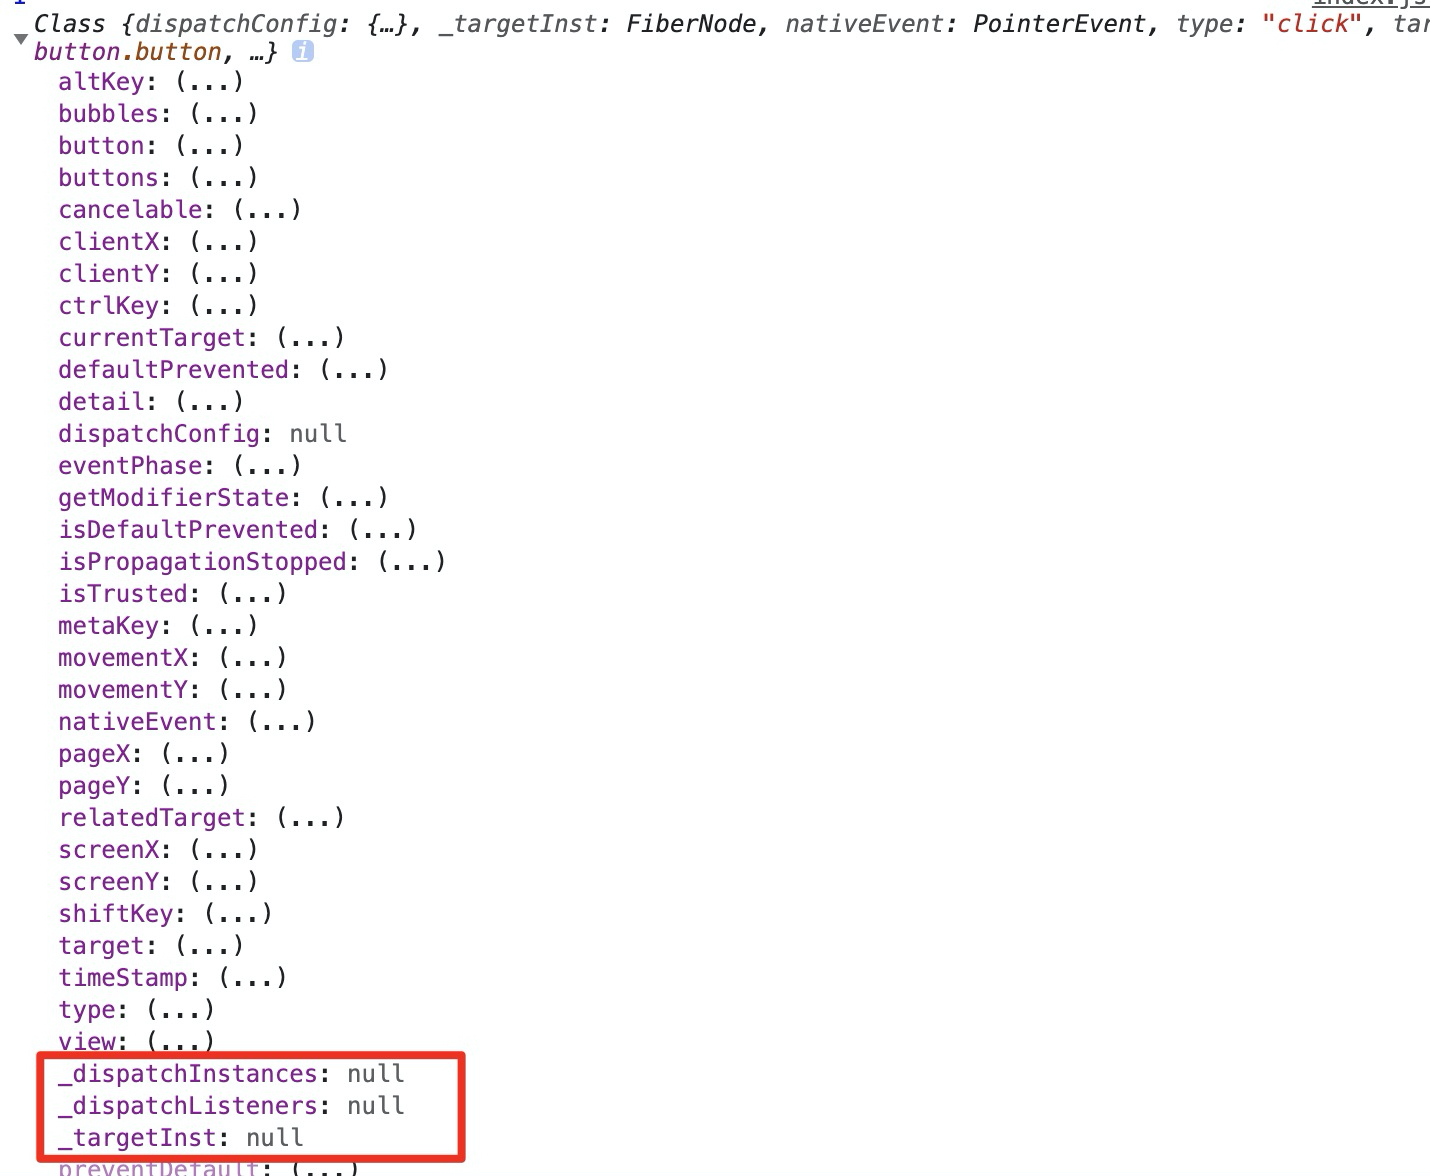 index.js
Class {dispatchConfig: {…}, _targetInst: FiberNode, nativeEvent: PointerEvent, type: "click", tar
button.button, …} i
altKey: (...)
bubbles: (...)
button: (...)
buttons: (...)
cancelable: (...)
clientX: (...)
clientY: (...)
ctrlKey: (...)
currentTarget: (...)
defaultPrevented: (...)
detail: (...)
dispatchConfig: null
eventPhase: (...)
getModifierState: (...)
isDefaultPrevented: (...)
isPropagationStopped: (...)
isTrusted: (...)
metaKey: (...)
movementX: (...)
movementY: (...)
nativeEvent: (...)
pageX: (...)
pageY: (...)
relatedTarget: (...)
screenX: (...)
screenY: (...)
shiftKey: (...)
target: (...)
timeStamp: (...)
type: (...)
view: (...)
_dispatchInstances: null
_dispatchListeners: null
_targetInst: null
preventDefault: (...)